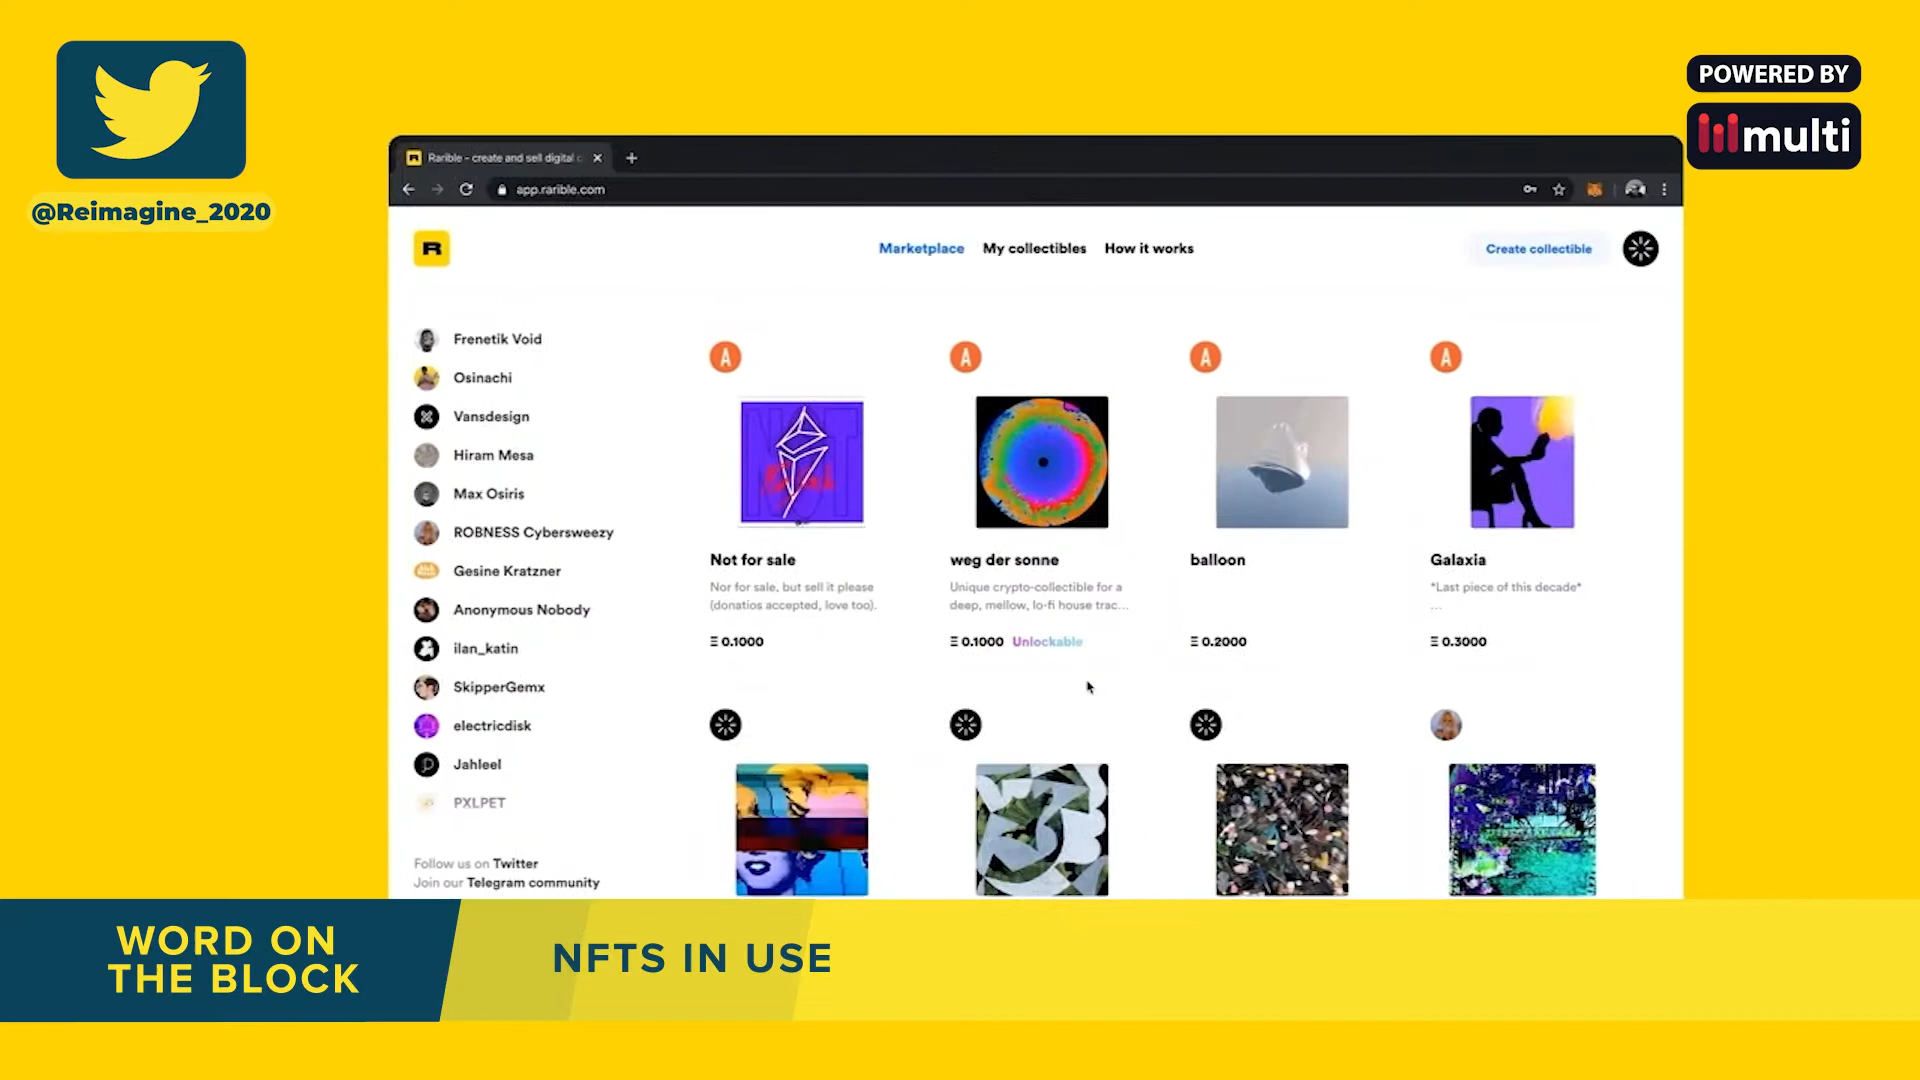 @Reimagine_2020
POWERED BY
multi
Rarible - create and sell digital c
app.rarible.com
R
Marketplace
My collectibles
How it works
Create collectible
Frenetik Void
Osinachi
Vansdesign
Hiram Mesa
Max Osiris
ROBNESS Cybersweezy
Gesine Kratzner
Anonymous Nobody
ilan_katin
SkipperGemx
electricdisk
Jahleel
PXLPET
Follow us on Twitter
Join our Telegram community
A
A
A
A
NOT
Not for sale
Nor for sale, but sell it please
(donatios accepted, love too).
Ξ 0.1000
weg der sonne
Unique crypto-collectible for a
deep, mellow, lo-fi house trac...
Ξ 0.1000 Unlockable
balloon
Ξ 0.2000
Galaxia
*Last piece of this decade*
...
Ξ 0.3000
WORD ON
THE BLOCK
NFTS IN USE